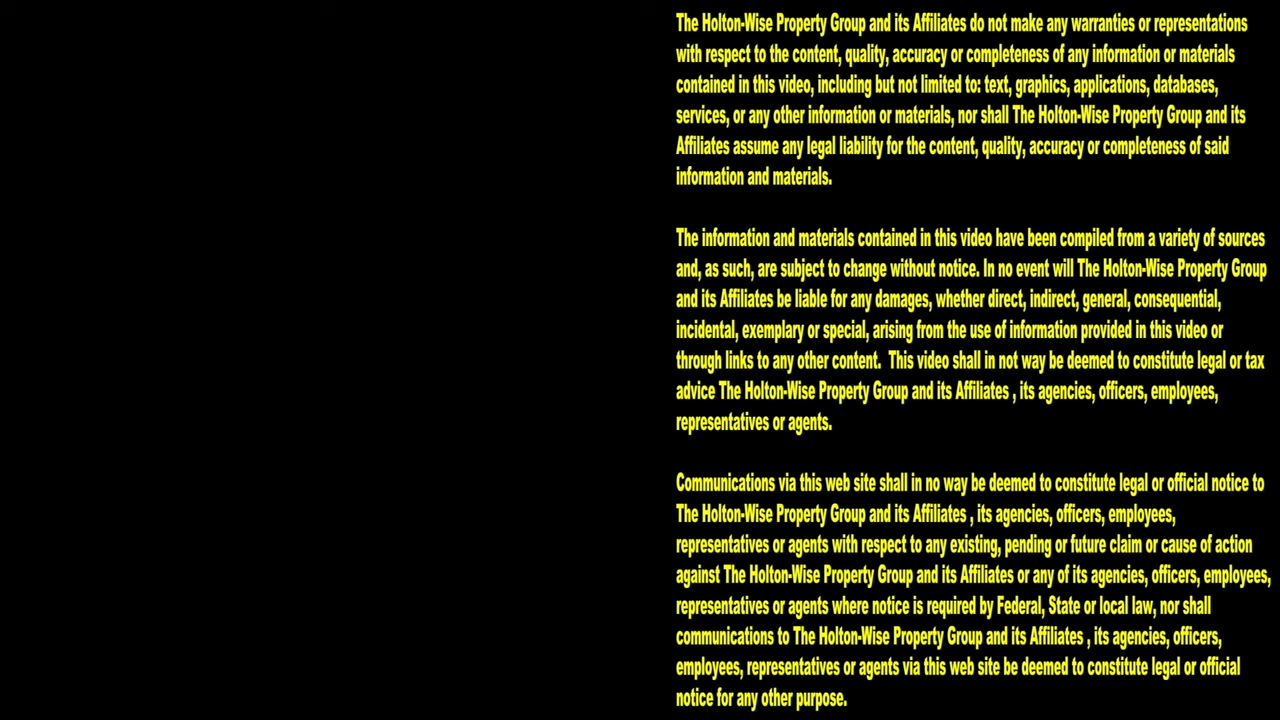 The Holton-Wise Property Group and its Affiliates do not make any warranties or representations
with respect to the content, quality, accuracy or completeness of any information or materials
contained in this video, including but not limited to: text, graphics, applications, databases,
services, or any other information or materials, nor shall The Holton-Wise Property Group and its
Affiliates assume any legal liability for the content, quality, accuracy or completeness of said
information and materials.
The information and materials contained in this video have been compiled from a variety of sources
and, as such, are subject to change without notice. In no event will The Holton-Wise Property Group
and its Affiliates be liable for any damages, whether direct, indirect, general, consequential,
incidental, exemplary or special, arising from the use of information provided in this video or
through links to any other content.  This video shall in not way be deemed to constitute legal or tax
advice The Holton-Wise Property Group and its Affiliates , its agencies, officers, employees,
representatives or agents.
Communications via this web site shall in no way be deemed to constitute legal or official notice to
The Holton-Wise Property Group and its Affiliates , its agencies, officers, employees,
representatives or agents with respect to any existing, pending or future claim or cause of action
against The Holton-Wise Property Group and its Affiliates or any of its agencies, officers, employees,
representatives or agents where notice is required by Federal, State or local law, nor shall
communications to The Holton-Wise Property Group and its Affiliates , its agencies, officers,
employees, representatives or agents via this web site be deemed to constitute legal or official
notice for any other purpose.